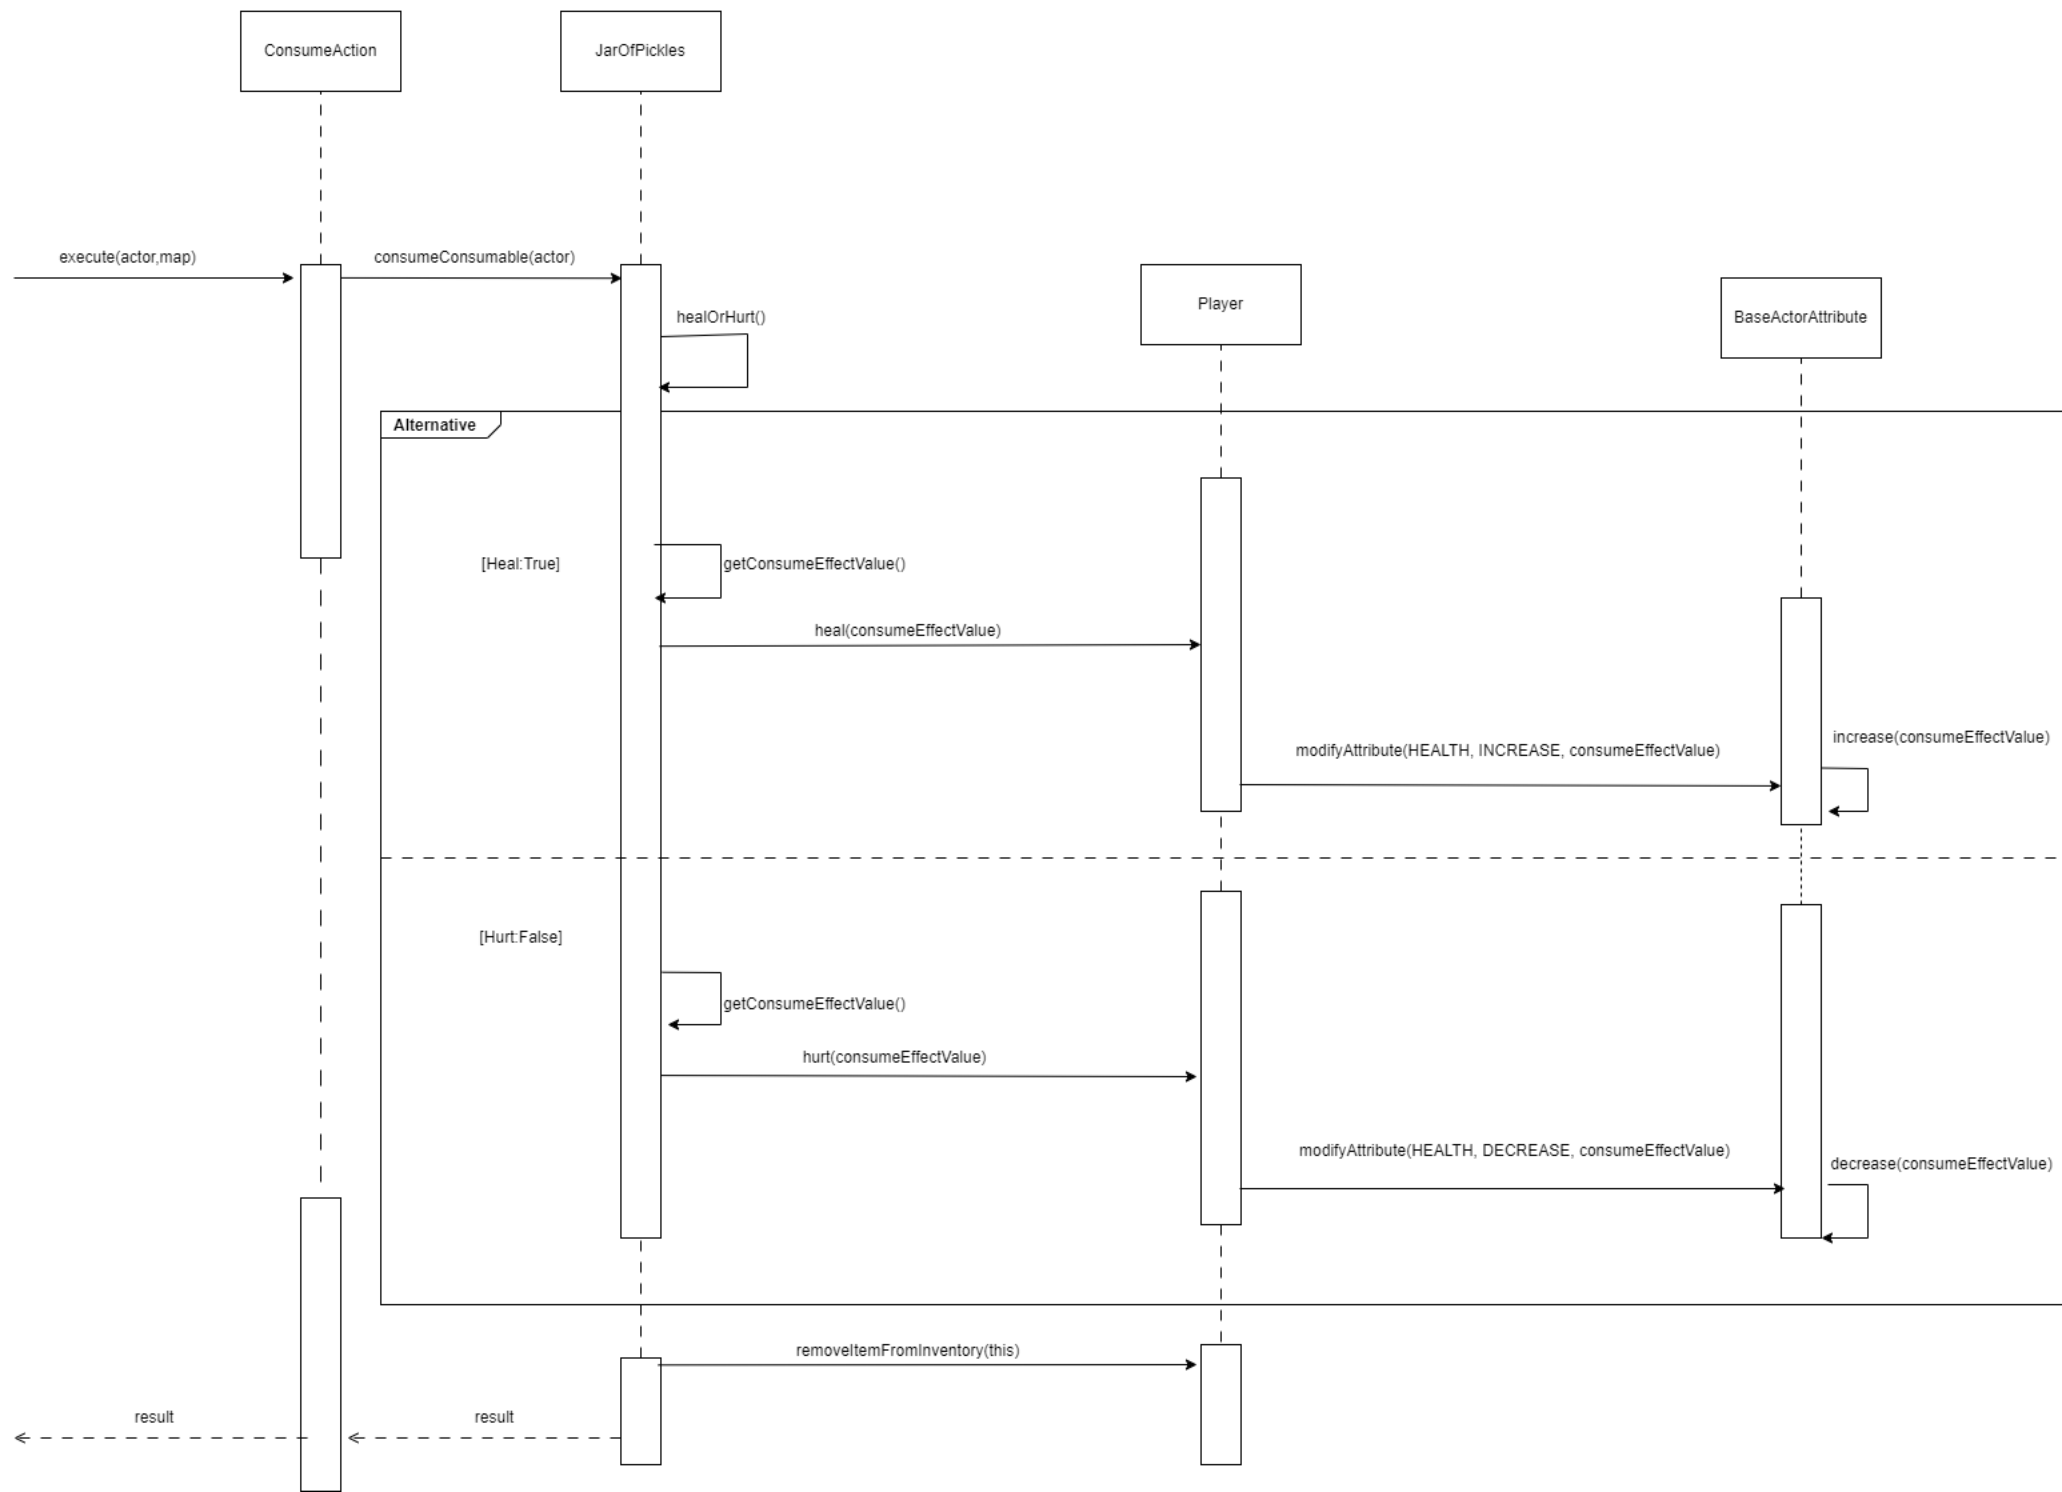 ConsumeAction
JarOfPickles
execute(actor,map)
consumeConsumable(actor)
healOrHurt()
Player
BaseActorAttribute
Alternative
[Heal:True]
getConsumeEffectValue()
heal(consumeEffectValue)
modifyAttribute(HEALTH, INCREASE, consumeEffectValue)
increase(consumeEffectValue)
[Hurt:False]
getConsumeEffectValue()
hurt(consumeEffectValue)
modifyAttribute(HEALTH, DECREASE, consumeEffectValue)
decrease(consumeEffectValue)
removeItemFromInventory(this)
result
result